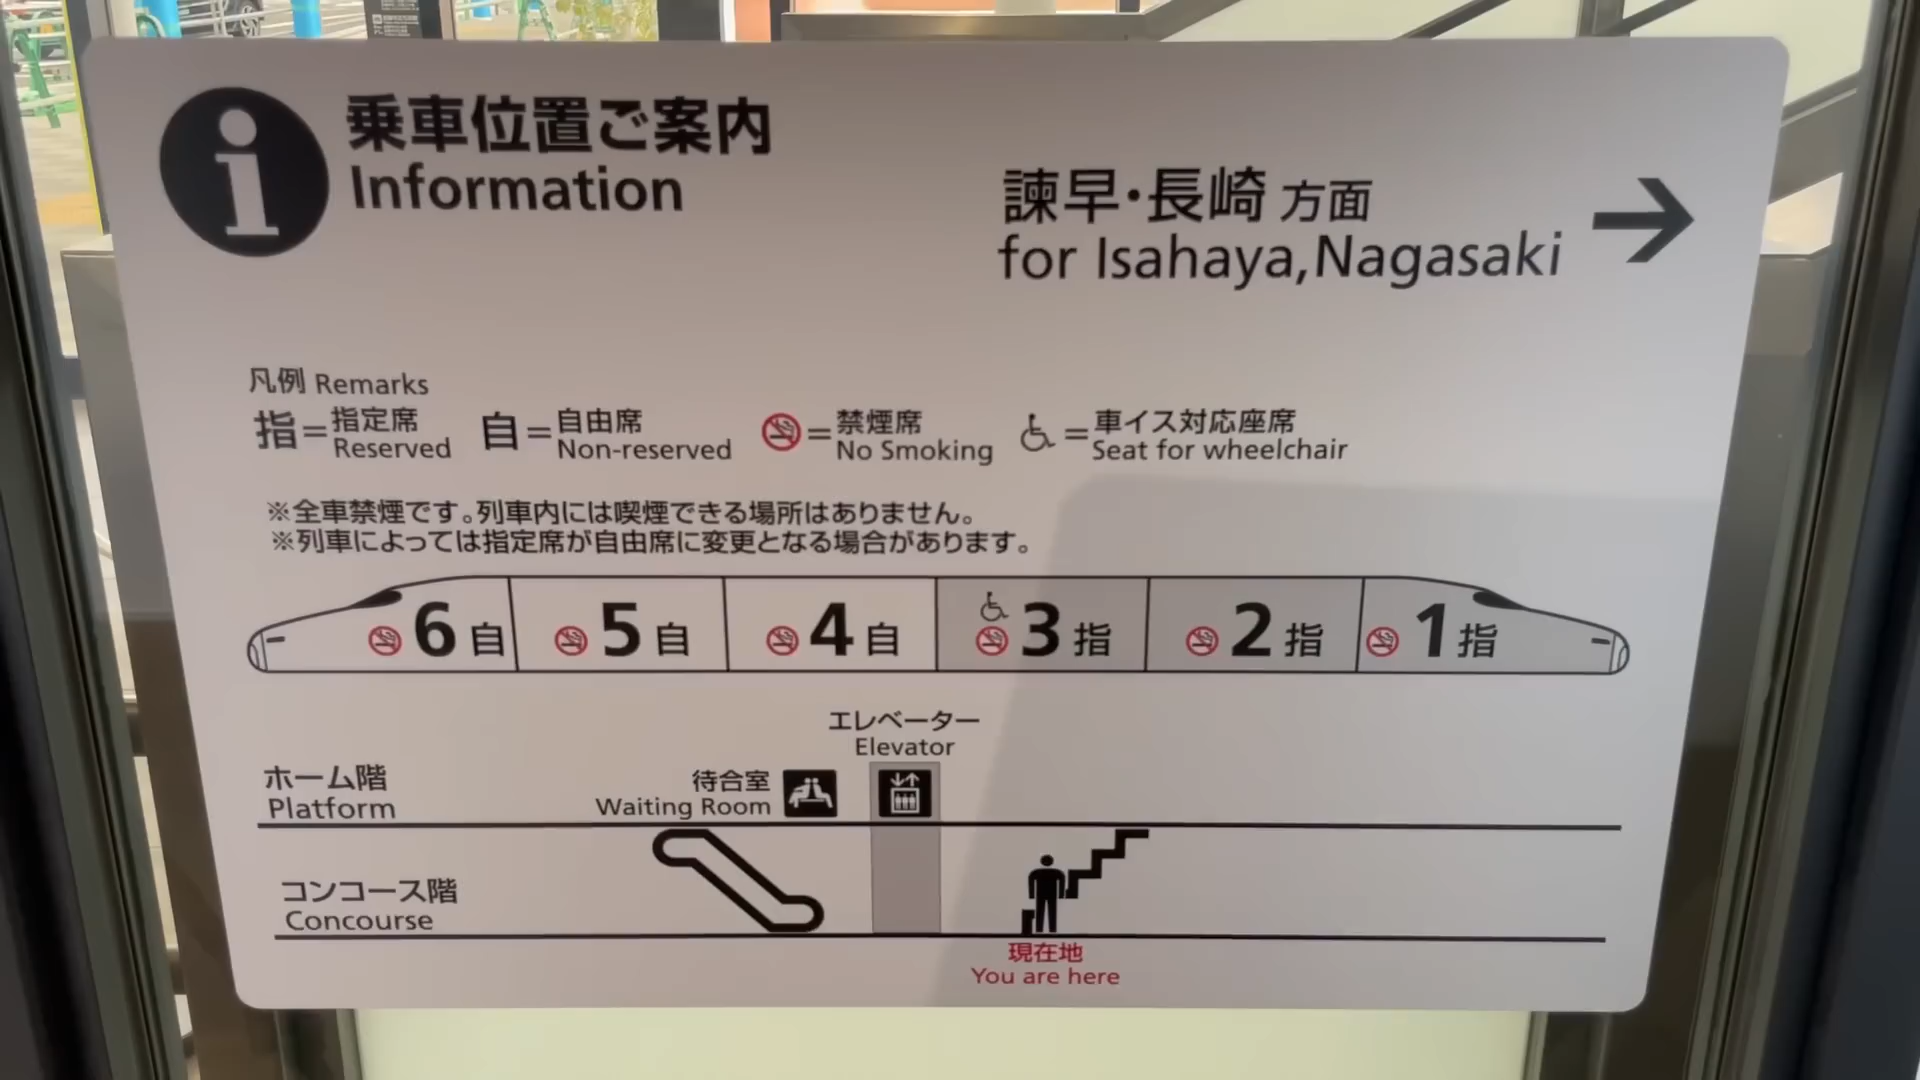 乗車位置ご案内
Information
諫早・長崎 方面
for Isahaya,Nagasaki
凡例 Remarks
指=指定席 Reserved 自=自由席 Non-reserved =禁煙席 No Smoking =車イス対応座席 Seat for wheelchair
※全車禁煙です。列車内には喫煙できる場所はありません。
※列車によっては指定席が自由席に変更となる場合があります。
6自 5自 4自 3指 2指 1指
エレベーター
Elevator
ホーム階
Platform
待合室
Waiting Room
コンコース階
Concourse
現在地
You are here